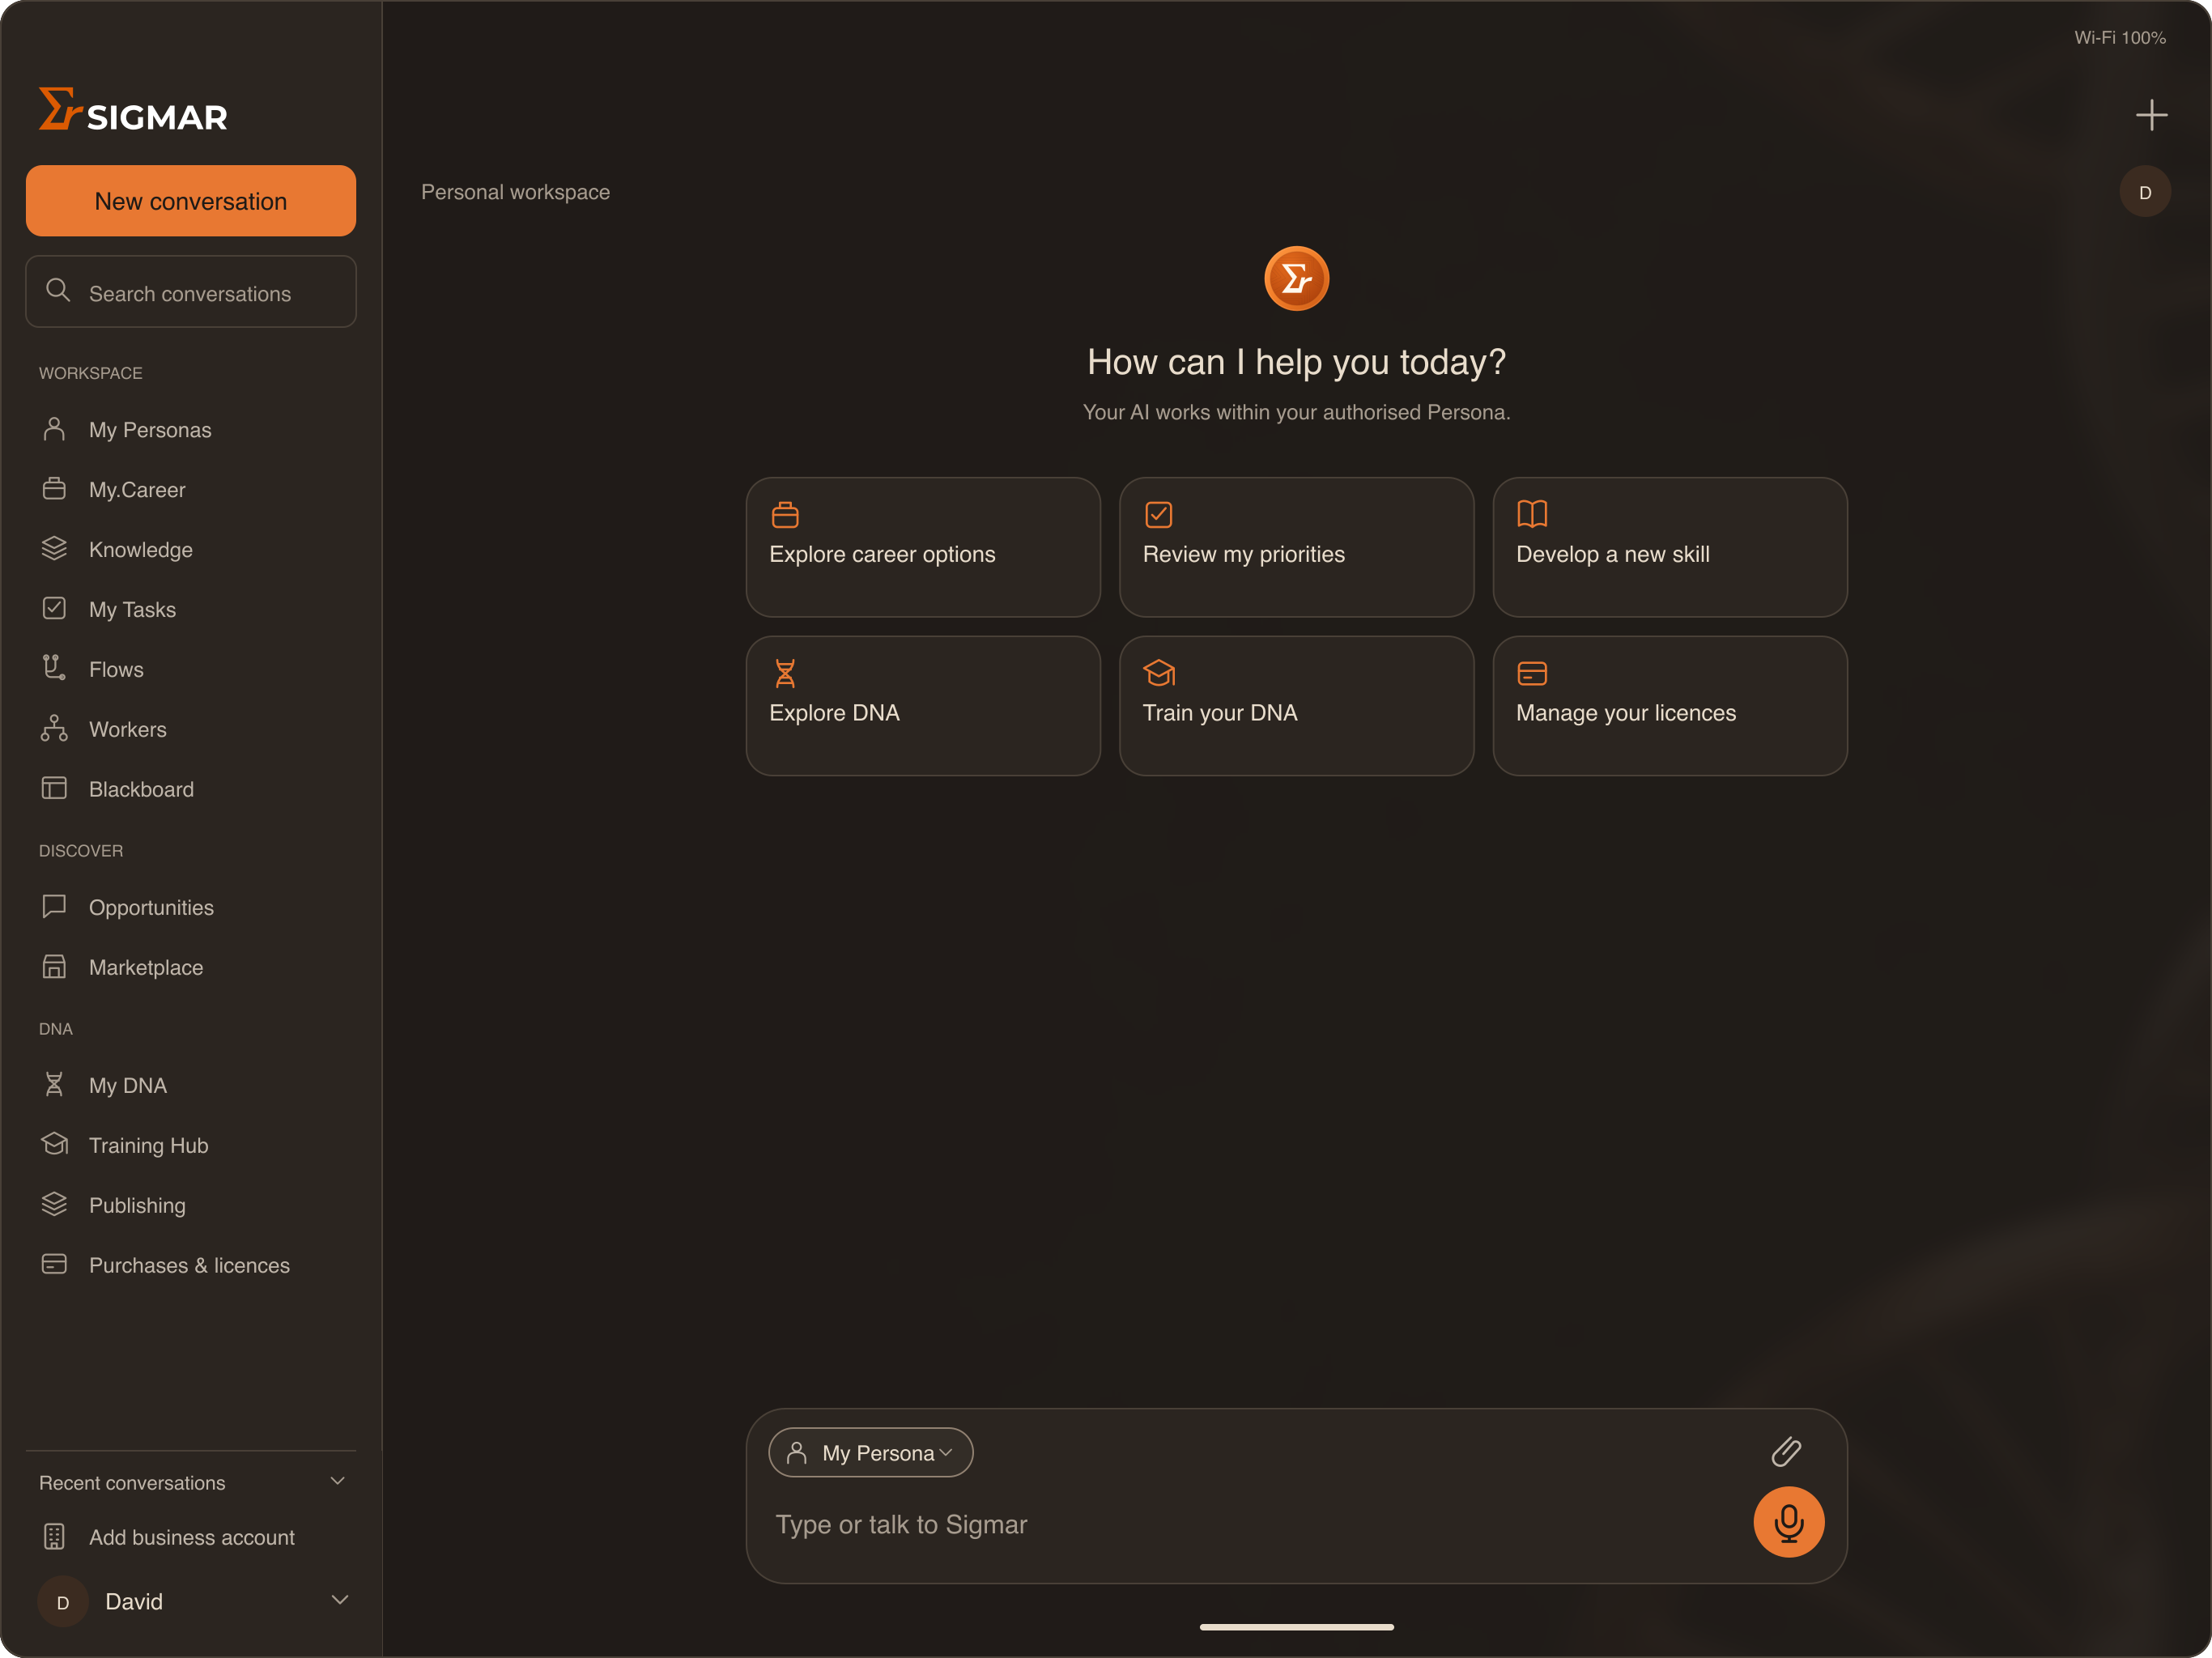 Wi-Fi 100%
Σr SIGMAR
New conversation
Search conversations
WORKSPACE
My Personas
My.Career
Knowledge
My Tasks
Flows
Workers
Blackboard
DISCOVER
Opportunities
Marketplace
DNA
My DNA
Training Hub
Publishing
Purchases & licences
Recent conversations
Add business account
D David
Personal workspace
D
Σr
How can I help you today?
Your AI works within your authorised Persona.
Explore career options
Review my priorities
Develop a new skill
Explore DNA
Train your DNA
Manage your licences
My Persona
Type or talk to Sigmar